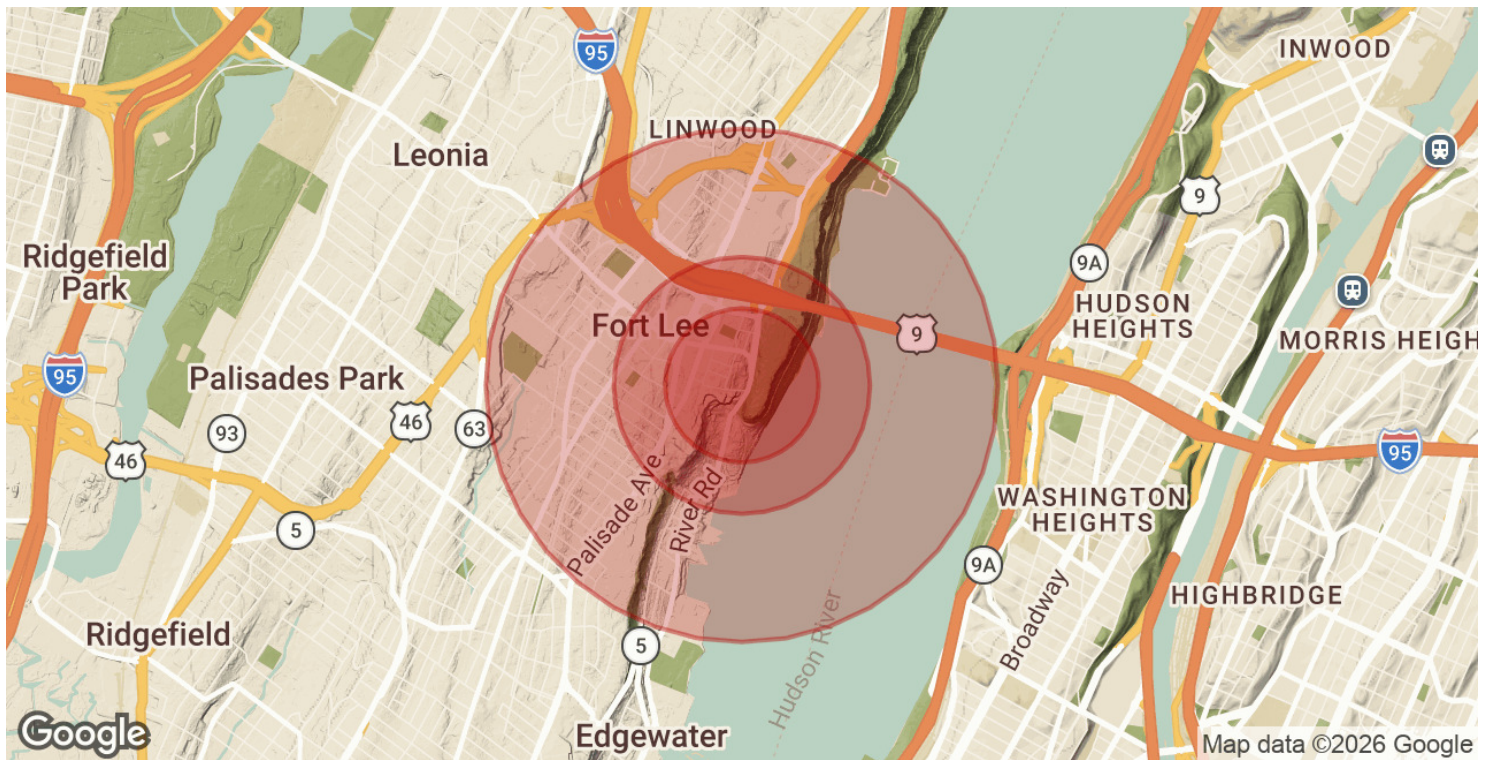 INWOOD
95
LINWOOD
Leonia
9
Ridgefield
Park
9A
HUDSON
HEIGHTS
Fort Lee
9
MORRIS HEIGH
95
Palisades Park
46
63
93
46
95
Palisade Ave
River Rd
WASHINGTON
HEIGHTS
5
9A
HIGHBRIDGE
Broadway
Ridgefield
5
Hudson River
Edgewater
Google
Map data ©2026 Google